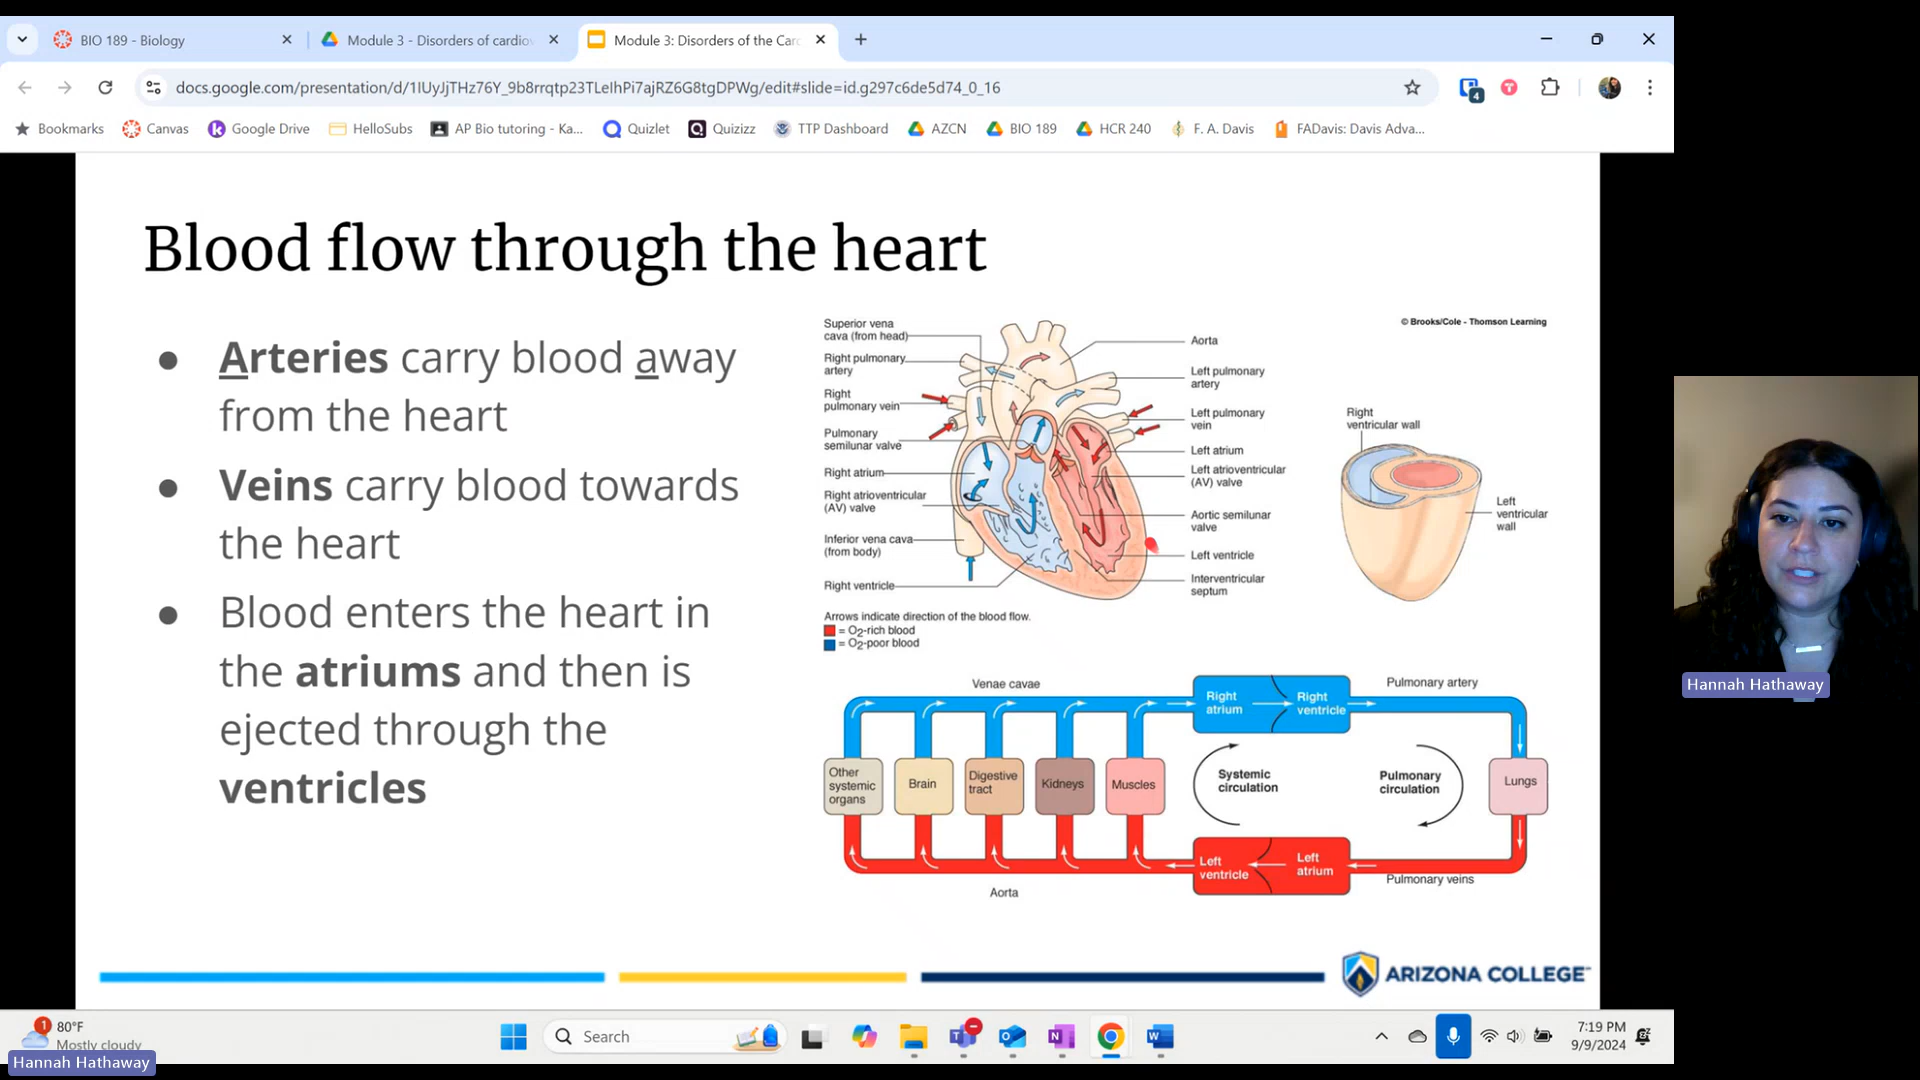 BIO 189 - Biology
Module 3 - Disorders of cardiov
Module 3: Disorders of the Card
docs.google.com/presentation/d/1IUyJjTHz76Y_9b8rrqtp23TLeIhPi7ajRZ6G8tgDPWg/edit#slide=id.g297c6de5d74_0_16
4
Bookmarks
Canvas
Google Drive
HelloSubs
AP Bio tutoring - Ka...
Quizlet
Quizizz
TTP Dashboard
AZCN
BIO 189
HCR 240
F. A. Davis
FADavis: Davis Adva...
Blood flow through the heart
● Arteries carry blood away
from the heart
● Veins carry blood towards
the heart
● Blood enters the heart in
the atriums and then is
ejected through the
ventricles
Superior vena
cava (from head)
Right pulmonary
artery
Right
pulmonary vein
Pulmonary
semilunar valve
Right atrium
Right atrioventricular
(AV) valve
Inferior vena cava
(from body)
Right ventricle
Aorta
Left pulmonary
artery
Left pulmonary
vein
Left atrium
Left atrioventricular
(AV) valve
Aortic semilunar
valve
Left ventricle
Interventricular
septum
© Brooks/Cole - Thomson Learning
Right
ventricular wall
Left
ventricular
wall
Arrows indicate direction of the blood flow.
= O2-rich blood
= O2-poor blood
Venae cavae
Right
atrium
Right
ventricle
Pulmonary artery
Other
systemic
organs
Brain
Digestive
tract
Kidneys
Muscles
Systemic
circulation
Pulmonary
circulation
Lungs
Left
ventricle
Left
atrium
Aorta
Pulmonary veins
ARIZONA COLLEGE
Hannah Hathaway
1
80°F
Mostly cloudy
Search
7:19 PM
9/9/2024
Hannah Hathaway